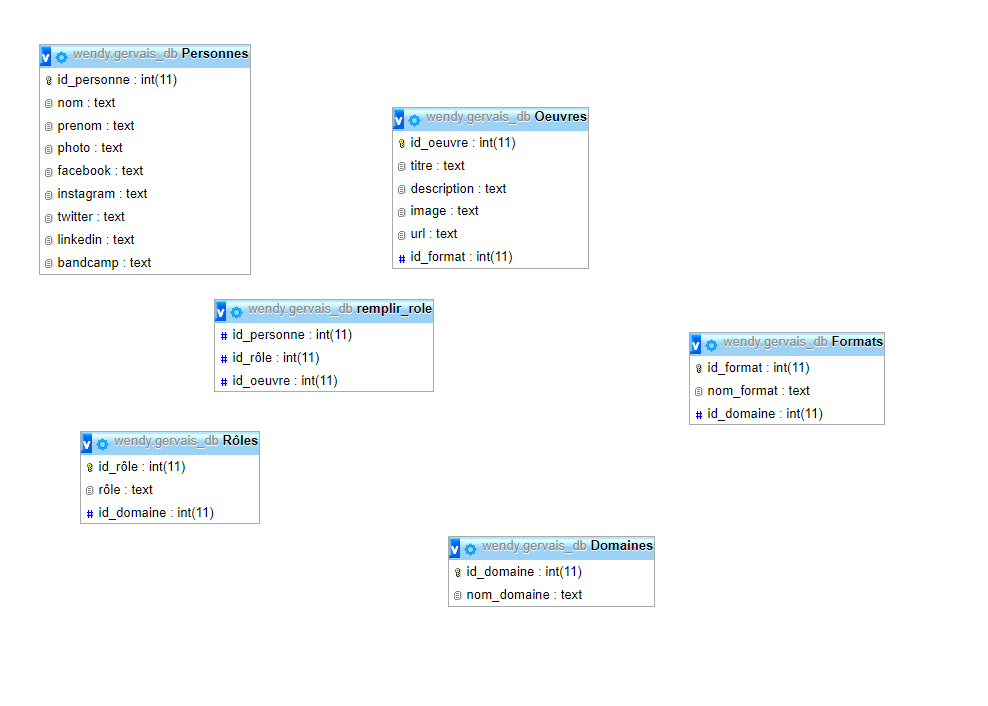 wendy.gervais_db Personnes
id_personne : int(11)
nom : text
prenom : text
photo : text
facebook : text
instagram : text
twitter : text
linkedin : text
bandcamp : text
wendy.gervais_db Oeuvres
id_oeuvre : int(11)
titre : text
description : text
image : text
url : text
# id_format : int(11)
wendy.gervais_db remplir_role
# id_personne : int(11)
# id_rôle : int(11)
# id_oeuvre : int(11)
wendy.gervais_db Formats
id_format : int(11)
nom_format : text
# id_domaine : int(11)
wendy.gervais_db Rôles
id_rôle : int(11)
rôle : text
# id_domaine : int(11)
wendy.gervais_db Domaines
id_domaine : int(11)
nom_domaine : text